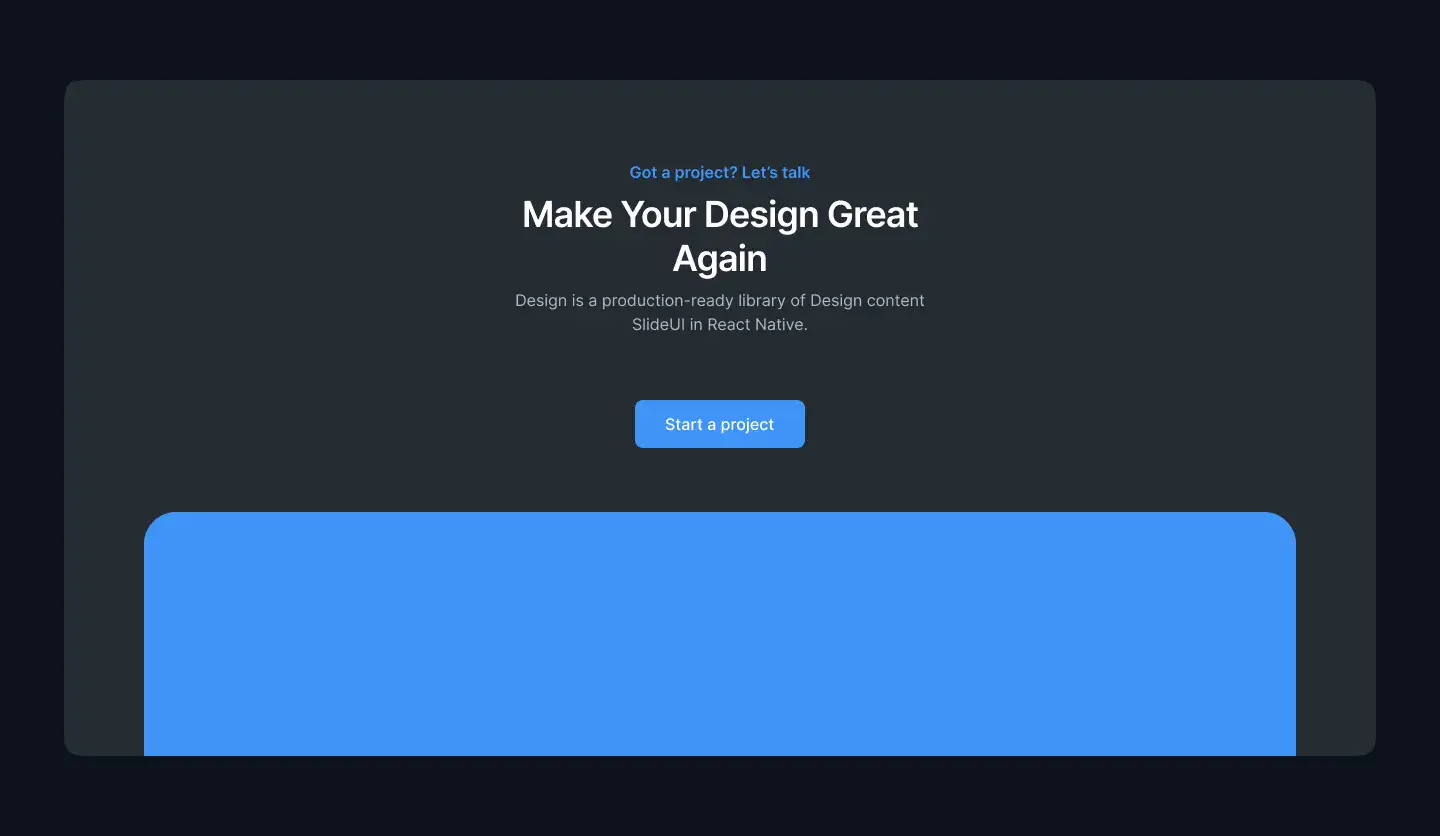 Got a project? Let’s talk
Make Your Design Great
Again
Design is a production-ready library of Design content
SlideUI in React Native.
Start a project